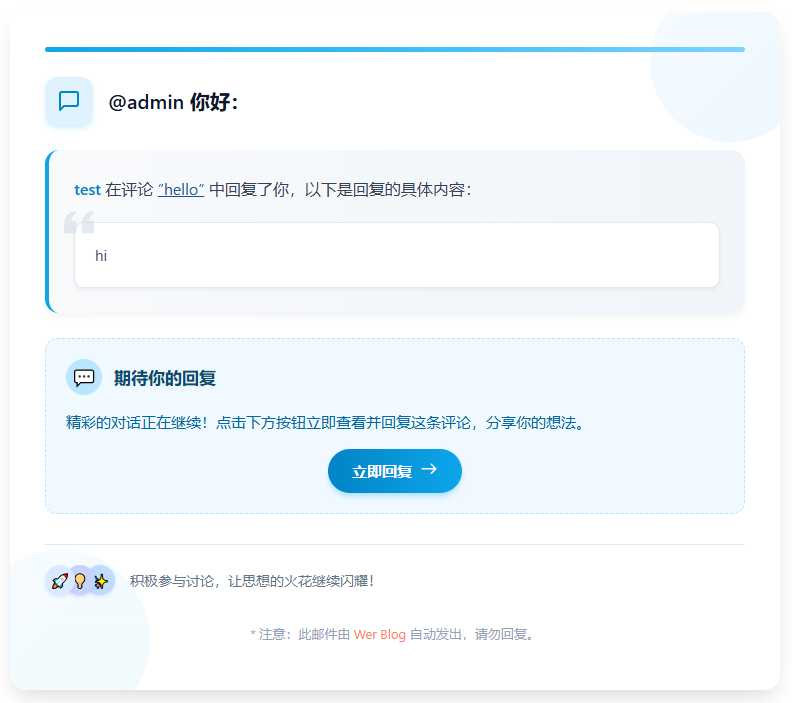 @admin 你好：
test 在评论 “hello” 中回复了你，以下是回复的具体内容：
“
hi
期待你的回复
精彩的对话正在继续！点击下方按钮立即查看并回复这条评论，分享你的想法。
立即回复 →
积极参与讨论，让思想的火花继续闪耀！
* 注意：此邮件由 Wer Blog 自动发出，请勿回复。